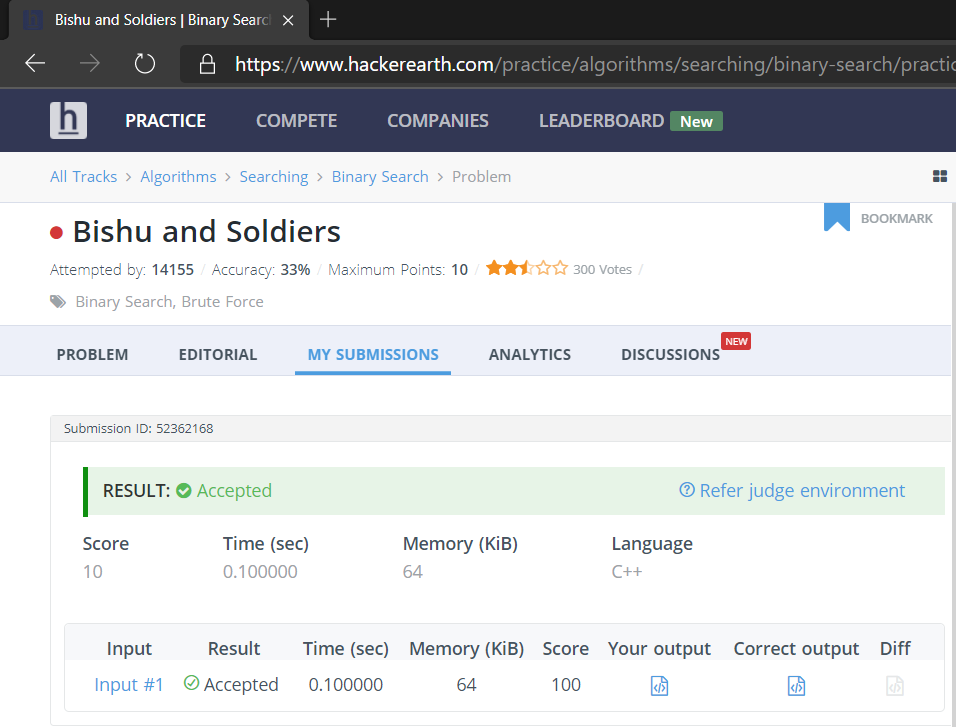 Bishu and Soldiers | Binary Searc
https://www.hackerearth.com/practice/algorithms/searching/binary-search/practic
h PRACTICE COMPETE COMPANIES LEADERBOARD New
All Tracks > Algorithms > Searching > Binary Search > Problem
Bishu and Soldiers
BOOKMARK
Attempted by: 14155 / Accuracy: 33% / Maximum Points: 10 / 300 Votes /
Binary Search, Brute Force
PROBLEM EDITORIAL MY SUBMISSIONS ANALYTICS DISCUSSIONS NEW
Submission ID: 52362168
RESULT: Accepted Refer judge environment
Score Time (sec) Memory (KiB) Language
10 0.100000 64 C++
Input Result Time (sec) Memory (KiB) Score Your output Correct output Diff
Input #1 Accepted 0.100000 64 100